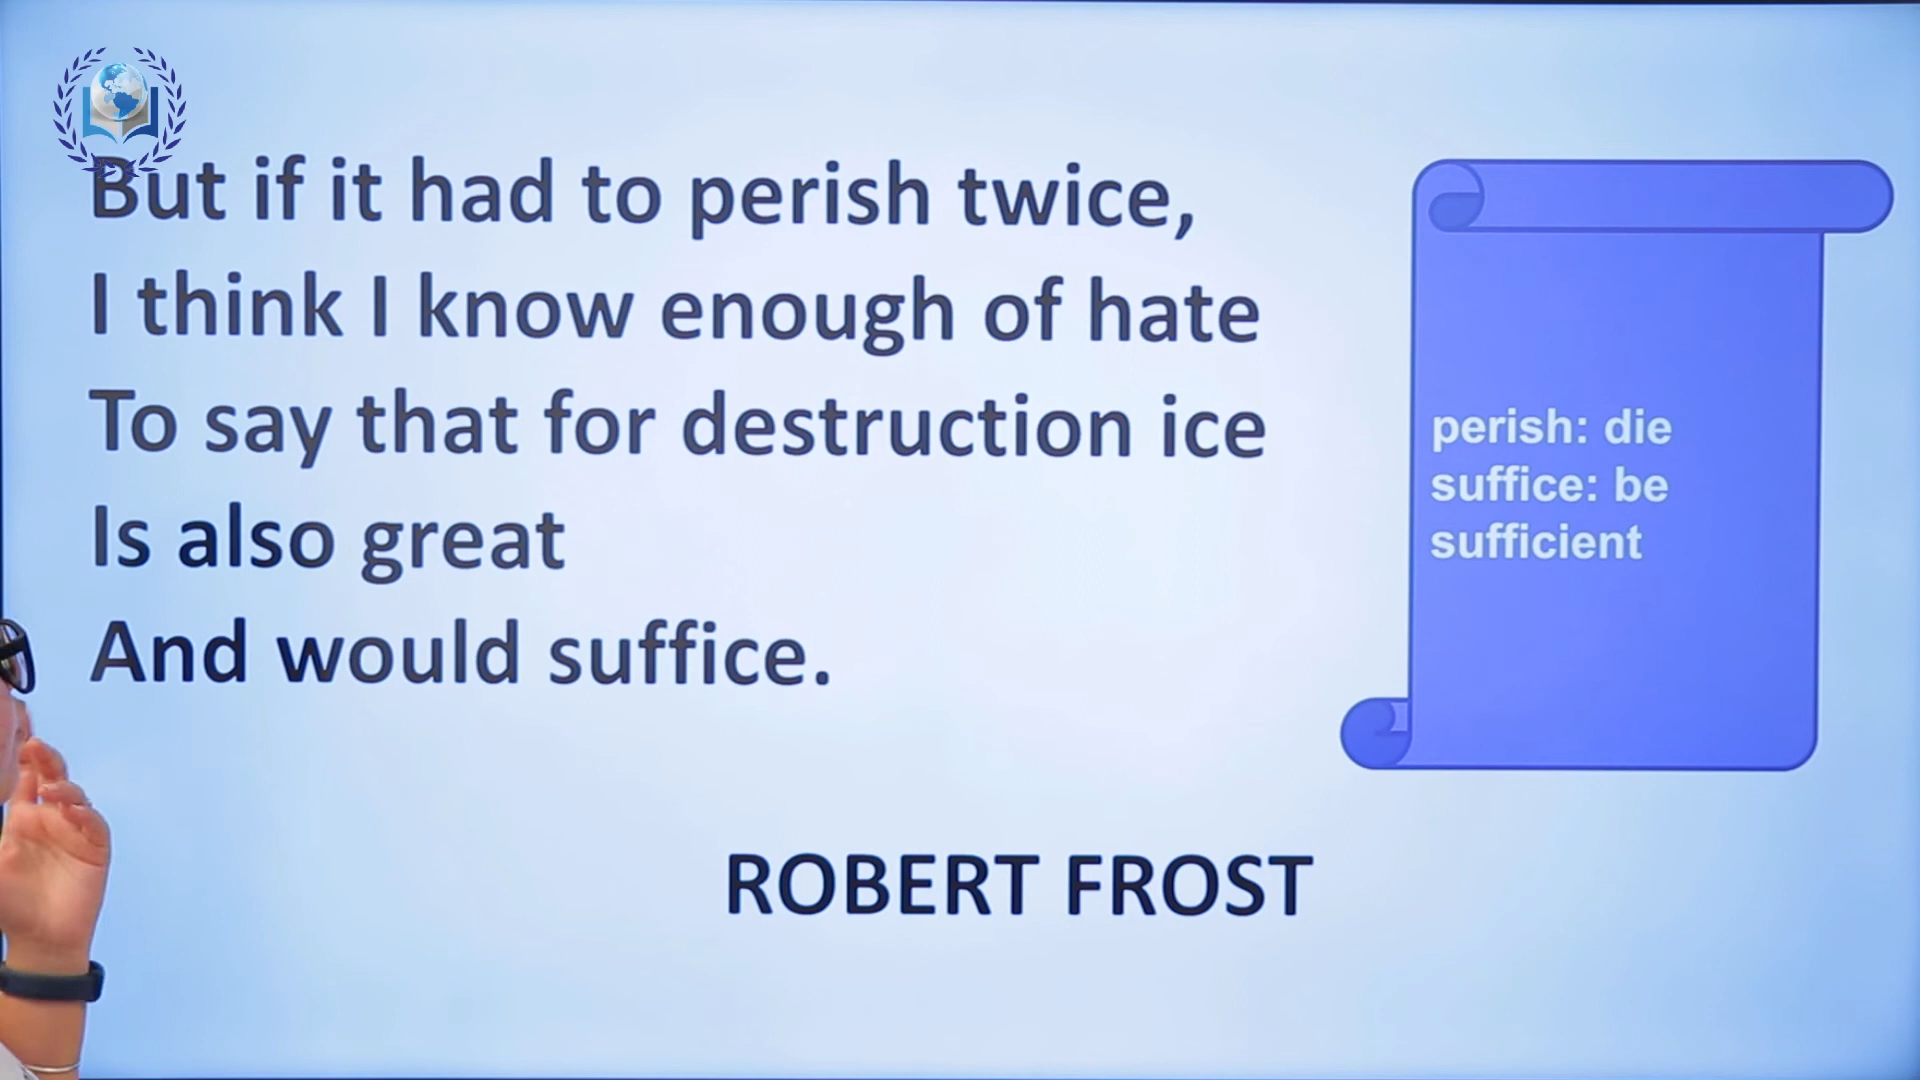 But if it had to perish twice,
I think I know enough of hate
To say that for destruction ice
Is also great
And would suffice.
perish: die
suffice: be
sufficient
ROBERT FROST